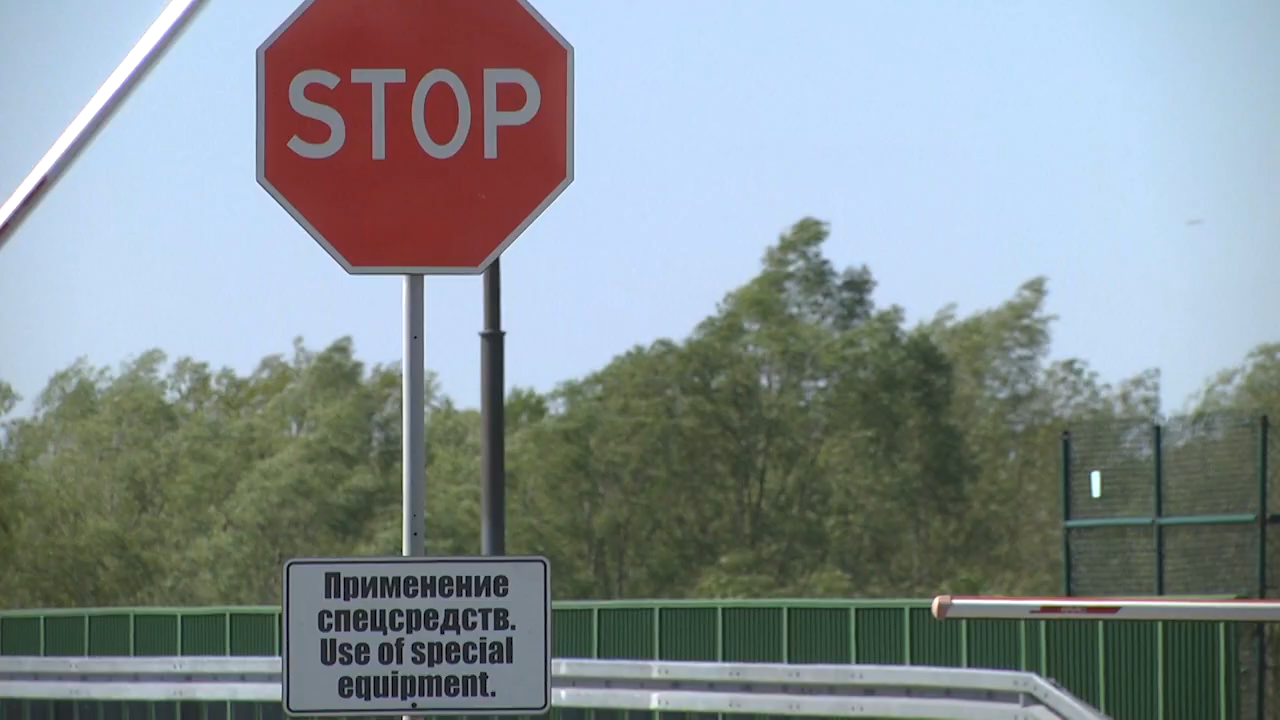 STOP
Применение
спецсредств.
Use of special
equipment.